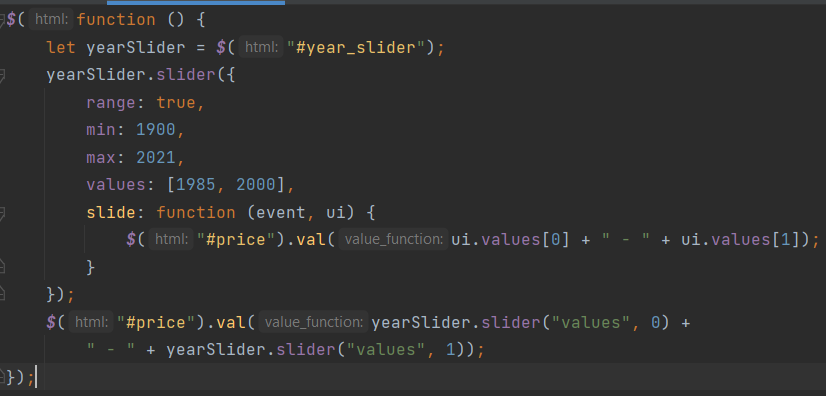 $( html: function () {
let yearSlider = $( html: "#year_slider");
yearSlider.slider({
range: true,
min: 1900,
max: 2021,
values: [1985, 2000],
slide: function (event, ui) {
$( html: "#price").val( value_function: ui.values[0] + " - " + ui.values[1]);
}
});
$( html: "#price").val( value_function: yearSlider.slider("values", 0) +
" - " + yearSlider.slider("values", 1));
});